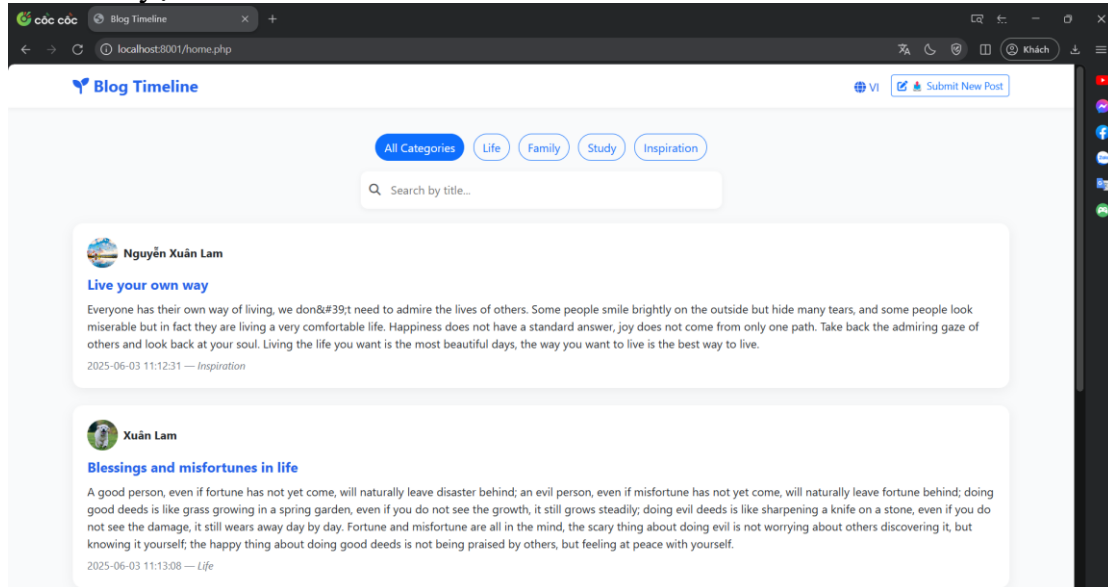 cốc cốc
Blog Timeline
localhost:8001/home.php
Khách
Blog Timeline
VI
Submit New Post
All Categories
Life
Family
Study
Inspiration
Search by title...
Nguyễn Xuân Lam
Live your own way
Everyone has their own way of living, we don&#39;t need to admire the lives of others. Some people smile brightly on the outside but hide many tears, and some people look
miserable but in fact they are living a very comfortable life. Happiness does not have a standard answer, joy does not come from only one path. Take back the admiring gaze of
others and look back at your soul. Living the life you want is the most beautiful days, the way you want to live is the best way to live.
2025-06-03 11:12:31 — Inspiration
Xuân Lam
Blessings and misfortunes in life
A good person, even if fortune has not yet come, will naturally leave disaster behind; an evil person, even if misfortune has not yet come, will naturally leave fortune behind; doing
good deeds is like grass growing in a spring garden, even if you do not see the growth, it still grows steadily; doing evil deeds is like sharpening a knife on a stone, even if you do
not see the damage, it still wears away day by day. Fortune and misfortune are all in the mind, the scary thing about doing evil is not worrying about others discovering it, but
knowing it yourself; the happy thing about doing good deeds is not being praised by others, but feeling at peace with yourself.
2025-06-03 11:13:08 — Life